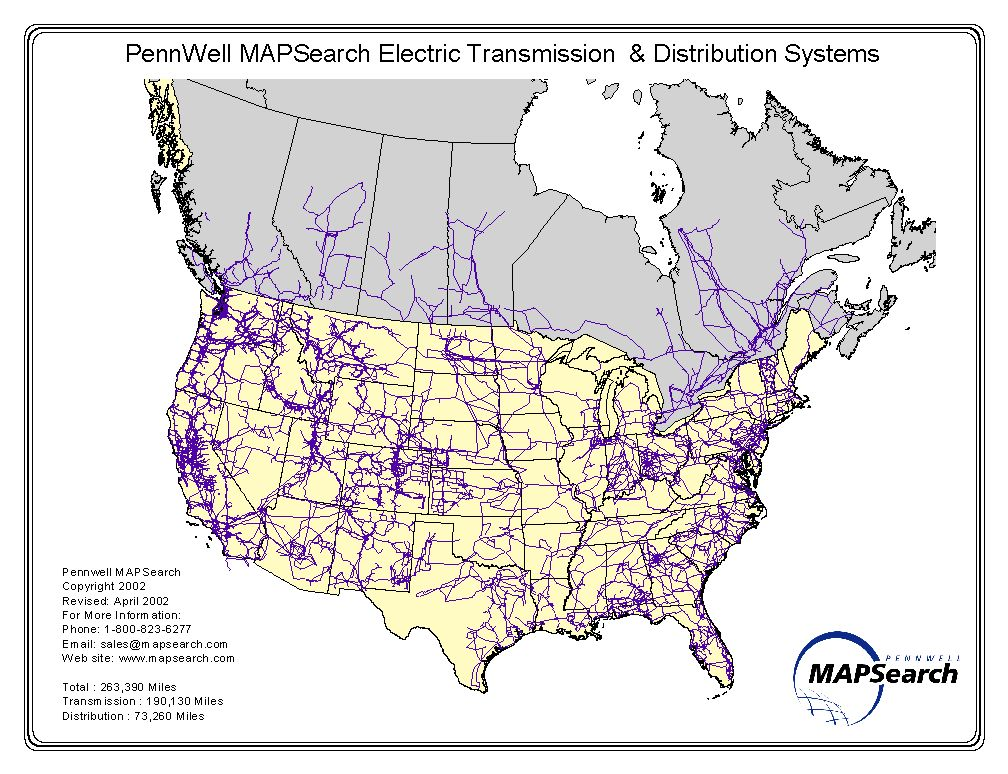 PennWell MAPSearch Electric Transmission & Distribution Systems
Pennwell MAPSearch
Copyright 2002
Revised: April 2002
For More Information:
Phone: 1-800-823-6277
Email: sales@mapsearch.com
Web site: www.mapsearch.com
Total : 263,390 Miles
Transmission : 190,130 Miles
Distribution : 73,260 Miles
PENNWELL
MAPSearch